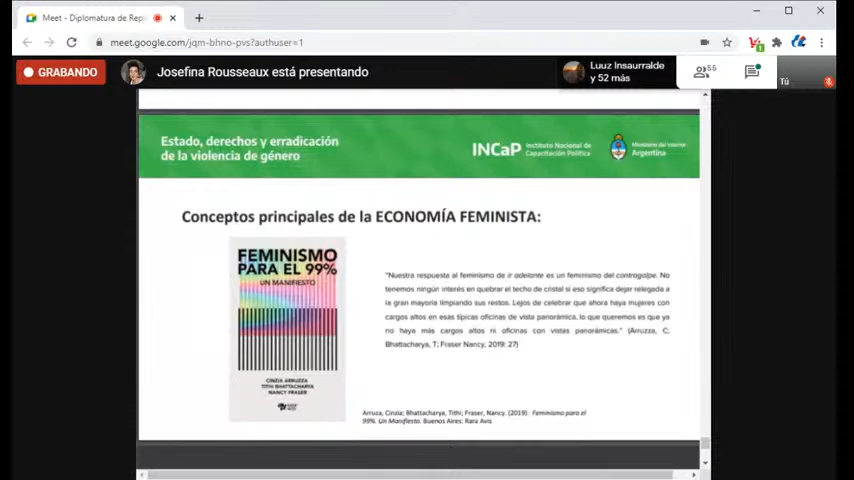 Meet - Diplomatura de Rep
meet.google.com/jqm-bhno-pvs?authuser=1
GRABANDO
Josefina Rousseaux está presentando
Luuz Insaurralde
y 52 más
55
Tú
Estado, derechos y erradicación
de la violencia de género
INCaP
Instituto Nacional de
Capacitación Política
Ministerio del Interior
Argentina
Conceptos principales de la ECONOMÍA FEMINISTA:
FEMINISMO
PARA EL 99%
UN MANIFIESTO
CINZIA ARRUZZA
TITHI BHATTACHARYA
NANCY FRASER
"Nuestra respuesta al feminismo de ir adelante es un feminismo del contragolpe. No
tenemos ningún interés en quebrar el techo de cristal si eso significa dejar relegada a
la gran mayoría limpiando sus restos. Lejos de celebrar que ahora haya mujeres con
cargos altos en esas típicas oficinas de vista panorámica, lo que queremos es que ya
no haya más cargos altos ni oficinas con vistas panorámicas." (Arruzza, C;
Bhattacharya, T; Fraser Nancy, 2019: 27)
Arruza, Cinzia; Bhattacharya, Tithi; Fraser, Nancy. (2019): Feminismo para el
99%. Un Manifiesto. Buenos Aires: Rara Avis